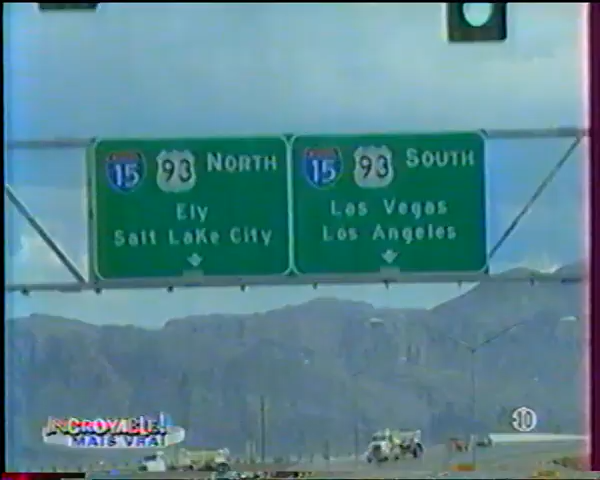 15 93 NORTH
Ely
Salt Lake City
15 93 SOUTH
Las Vegas
Los Angeles
INCROYABLE!
MAIS VRAI
-10